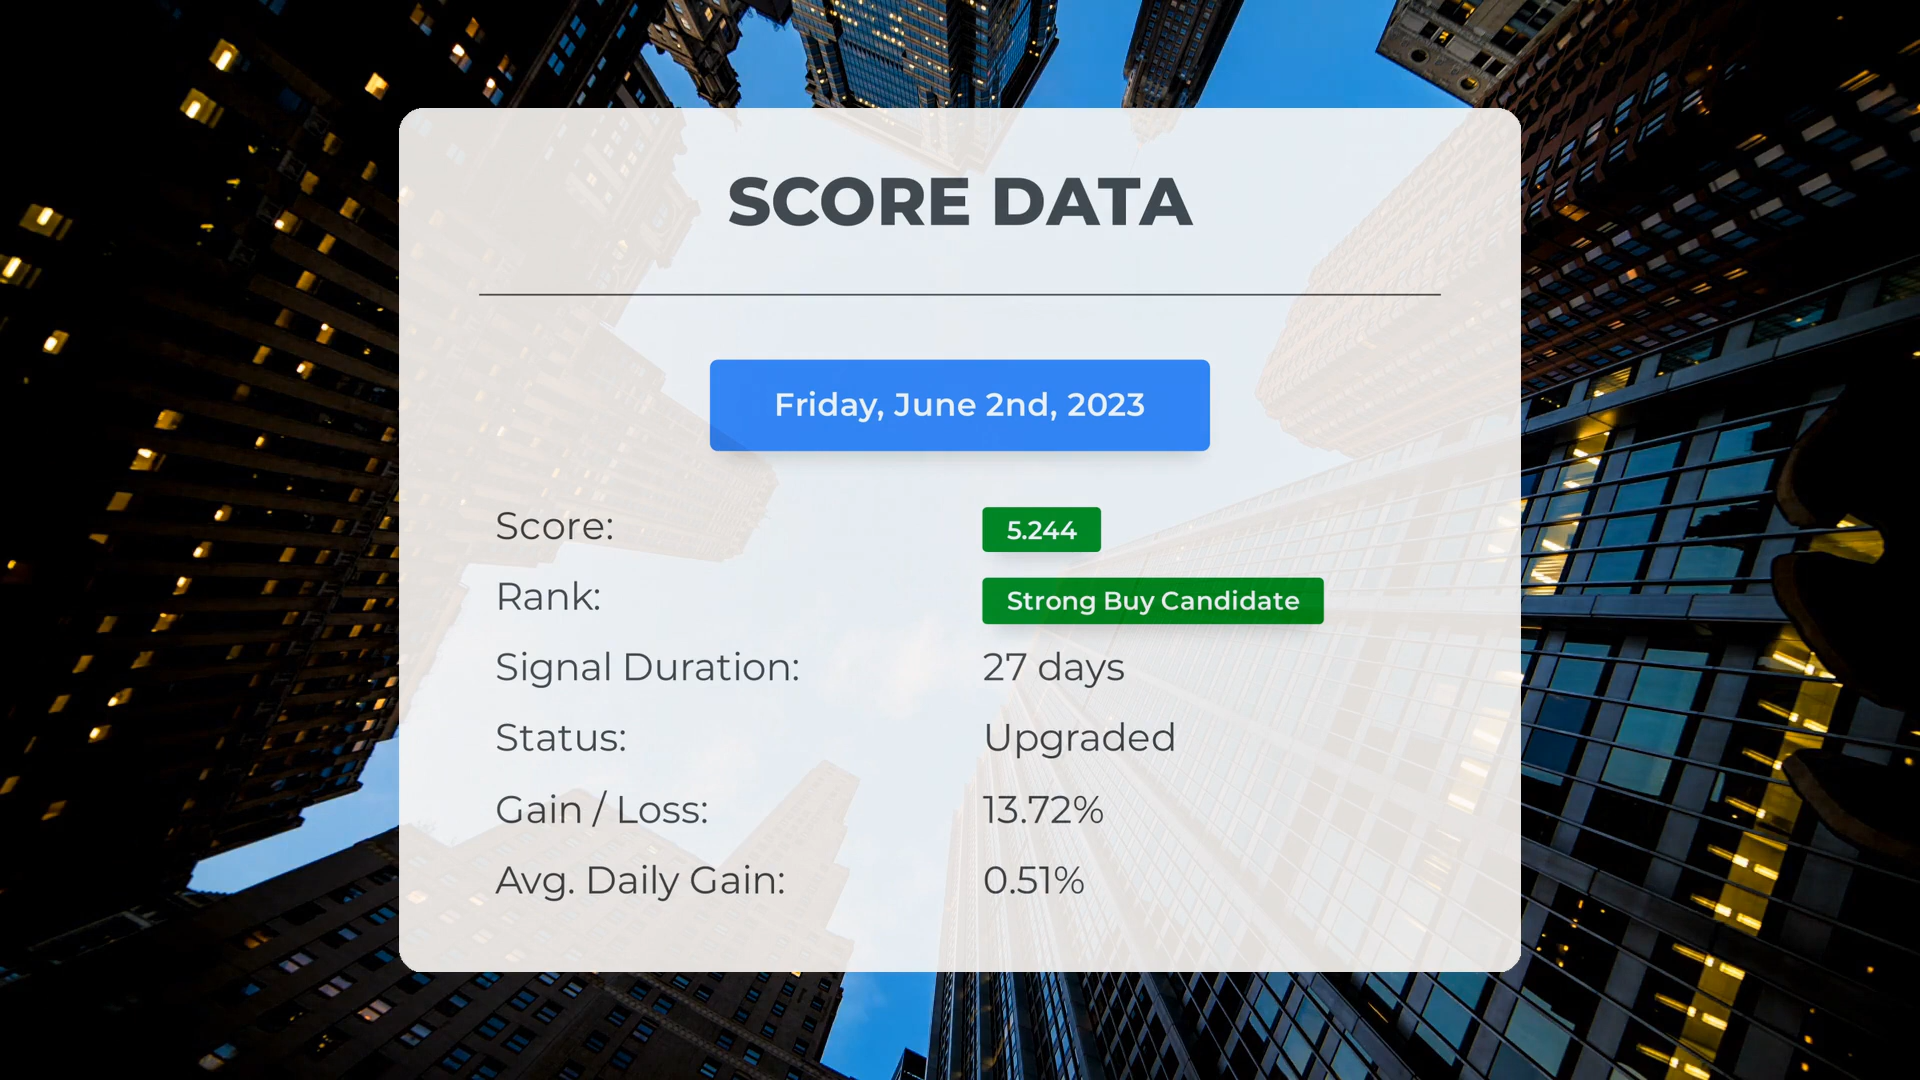 SCORE DATA
Friday, June 2nd, 2023
Score: 5.244
Rank: Strong Buy Candidate
Signal Duration: 27 days
Status: Upgraded
Gain / Loss: 13.72%
Avg. Daily Gain: 0.51%